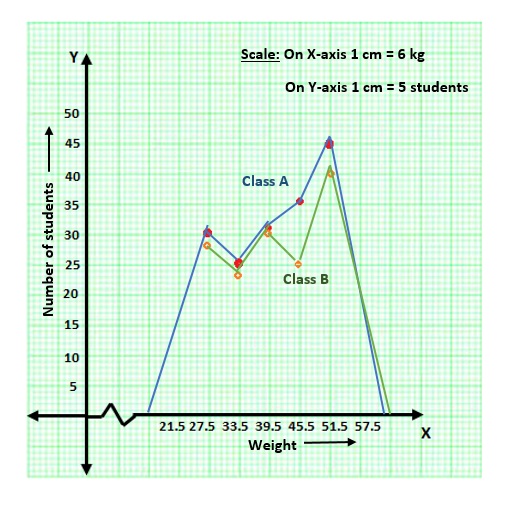 Scale: On X-axis 1 cm = 6 kg
On Y-axis 1 cm = 5 students
Y
50
45
40
35
30
25
20
15
10
5
Number of students
Class A
Class B
21.5 27.5 33.5 39.5 45.5 51.5 57.5
X
Weight